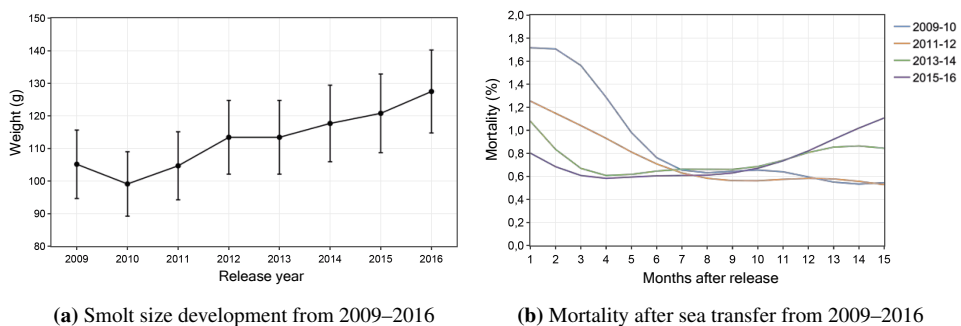 150
140
130
120
110
100
90
80
Weight (g)
2009 2010 2011 2012 2013 2014 2015 2016
Release year
(a) Smolt size development from 2009–2016
2,0
1,8
1,6
1,4
1,2
1,0
0,8
0,6
0,4
0,2
0,0
Mortality (%)
1 2 3 4 5 6 7 8 9 10 11 12 13 14 15
Months after release
2009-10
2011-12
2013-14
2015-16
(b) Mortality after sea transfer from 2009–2016